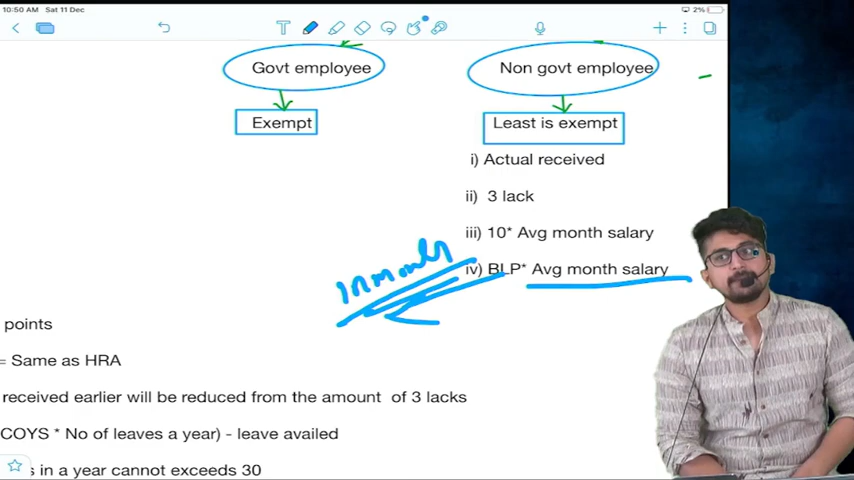 10:50 AM Sat 11 Dec 2%
T
Govt employee Non govt employee
Exempt Least is exempt
i) Actual received
ii) 3 lack
iii) 10* Avg month salary
iv) BLP* Avg month salary
in month
points
= Same as HRA
received earlier will be reduced from the amount of 3 lacks
COYS * No of leaves a year) - leave availed
s in a year cannot exceeds 30